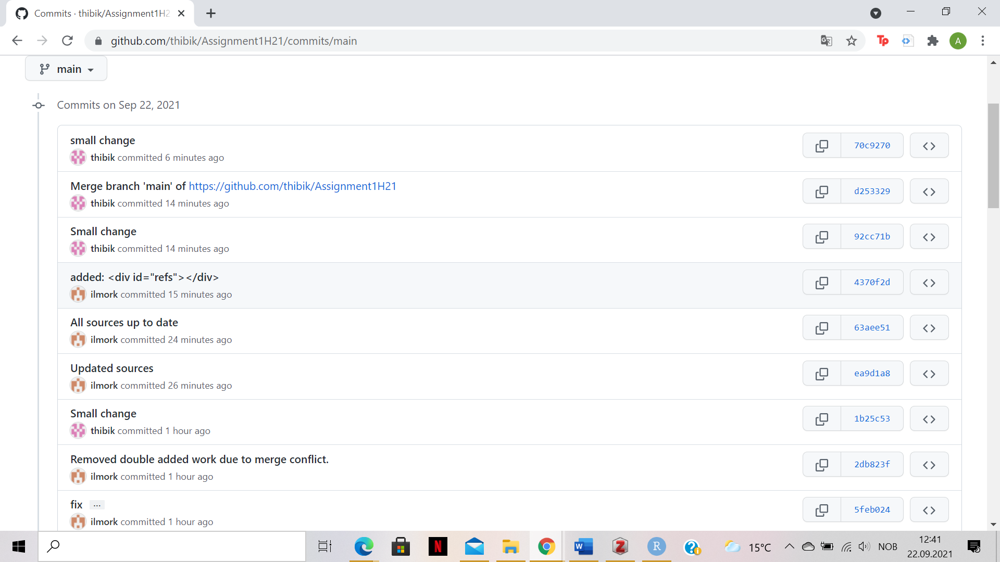 Commits · thibik/Assignment1H2
github.com/thibik/Assignment1H21/commits/main
Tp
A
main
Commits on Sep 22, 2021
small change
thibik committed 6 minutes ago
70c9270
Merge branch 'main' of https://github.com/thibik/Assignment1H21
thibik committed 14 minutes ago
d253329
Small change
thibik committed 14 minutes ago
92cc71b
added: <div id="refs"></div>
ilmork committed 15 minutes ago
4370f2d
All sources up to date
ilmork committed 24 minutes ago
63aee51
Updated sources
ilmork committed 26 minutes ago
ea9d1a8
Small change
thibik committed 1 hour ago
1b25c53
Removed double added work due to merge conflict.
ilmork committed 1 hour ago
2db823f
fix ...
ilmork committed 1 hour ago
5feb024
N
W
Z
R
?
15°C
NOB
12:41
22.09.2021